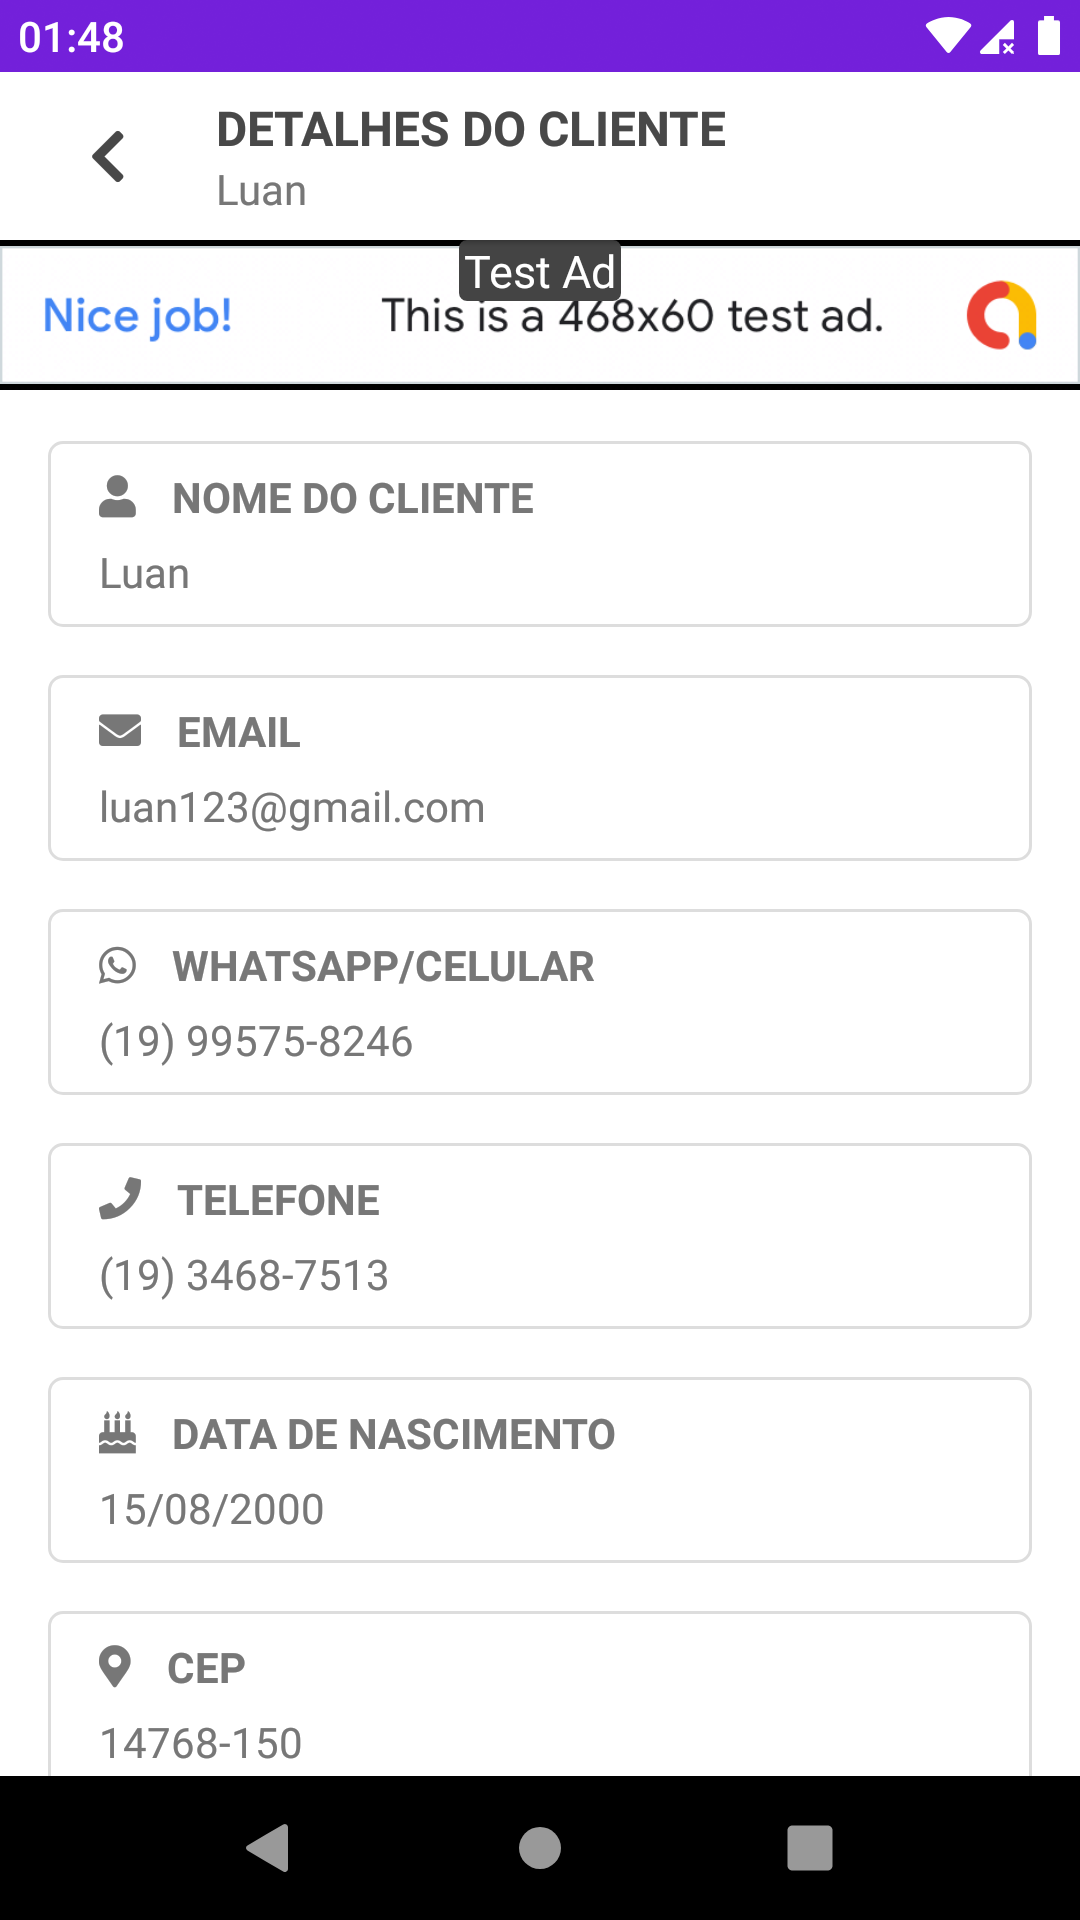 01:48
DETALHES DO CLIENTE
Luan
Test Ad
Nice job! This is a 468x60 test ad.
NOME DO CLIENTE
Luan
EMAIL
luan123@gmail.com
WHATSAPP/CELULAR
(19) 99575-8246
TELEFONE
(19) 3468-7513
DATA DE NASCIMENTO
15/08/2000
CEP
14768-150